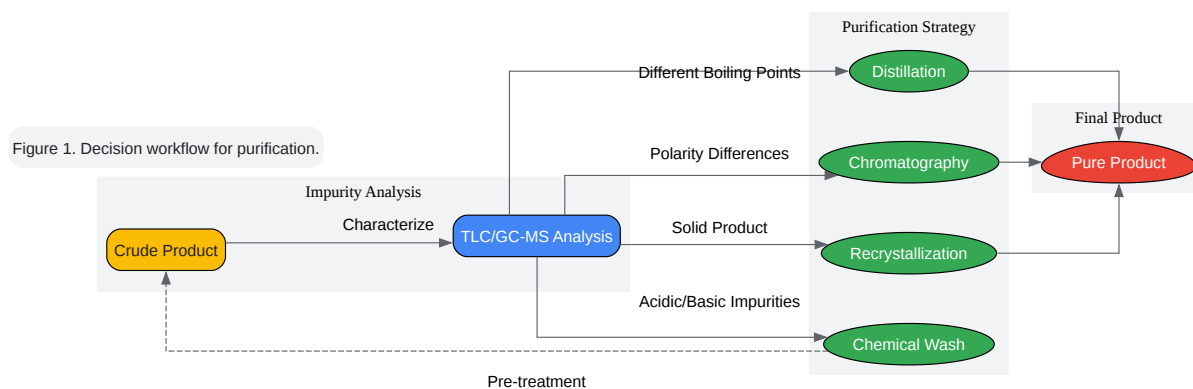 Purification Strategy
Different Boiling Points
Distillation
Final Product
Figure 1. Decision workflow for purification.
Polarity Differences
Chromatography
Pure Product
Impurity Analysis
Characterize
Crude Product
TLC/GC-MS Analysis
Solid Product
Recrystallization
Acidic/Basic Impurities
Chemical Wash
Pre-treatment